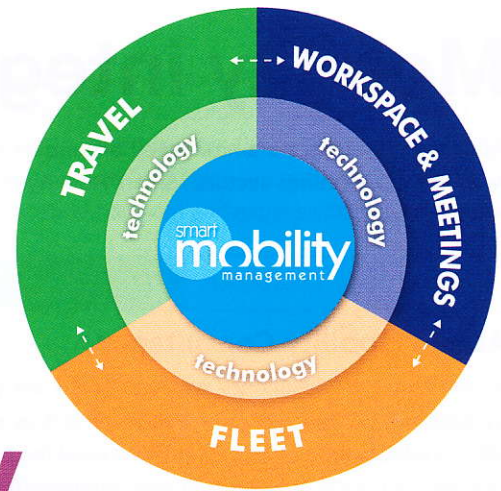 TRAVEL
WORKSPACE & MEETINGS
technology
technology
smart
mobility
management
technology
FLEET